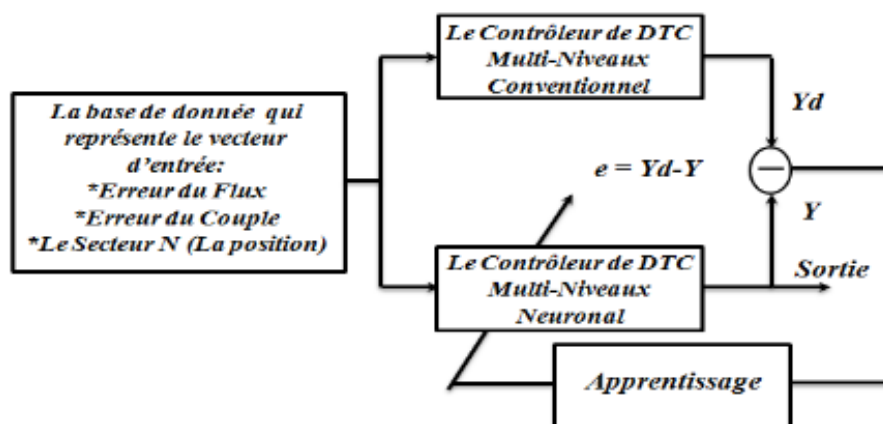 Le Contrôleur de DTC
Multi-Niveaux
Conventionnel
La base de donnée qui
représente le vecteur
d'entrée:
*Erreur du Flux
*Erreur du Couple
*Le Secteur N (La position)
Yd
e = Yd-Y
Y
Le Contrôleur de DTC
Multi-Niveaux
Neuronal
Sortie
Apprentissage